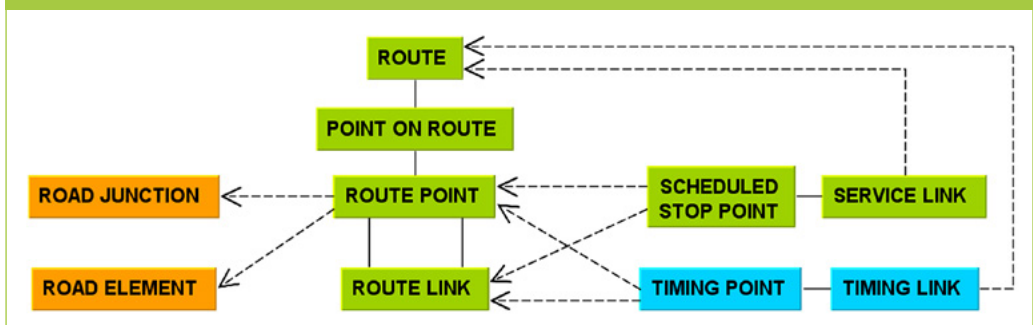 ROUTE
POINT ON ROUTE
ROAD JUNCTION
ROUTE POINT
SCHEDULED
STOP POINT
SERVICE LINK
ROAD ELEMENT
ROUTE LINK
TIMING POINT
TIMING LINK